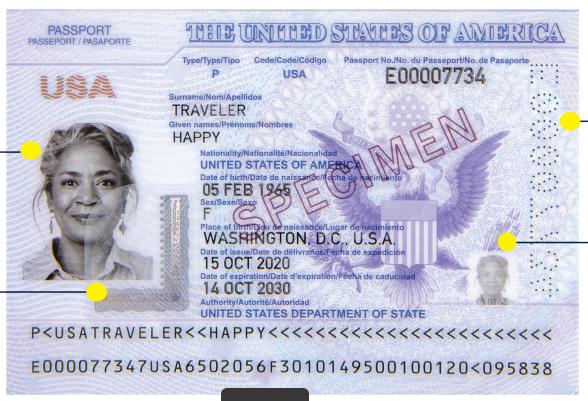 PASSPORT
PASSEPORT / PASAPORTE
THE UNITED STATES OF AMERICA
Type/Type/Tipo Code/Code/Código Passport No./No. du Passeport/No. de Pasaporte
P USA E00007734
USA
Surname/Nom/Apellidos
TRAVELER
Given names/Prénoms/Nombres
HAPPY
Nationality/Nationalité/Nacionalidad
UNITED STATES OF AMERICA
Date of birth/Date de naissance/Fecha de nacimiento
05 FEB 1965
Sex/Sexe/Sexo
F
Place of birth/Lieu de naissance/Lugar de nacimiento
WASHINGTON, D.C., U.S.A.
Date of issue/Date de délivrance/Fecha de expedición
15 OCT 2020
Date of expiration/Date d'expiration/Fecha de caducidad
14 OCT 2030
Authority/Autorité/Autoridad
UNITED STATES DEPARTMENT OF STATE
SPECIMEN
P<USATRAVELER<<HAPPY<<<<<<<<<<<<<<<<<<<<<<<<
E000077347USA6502056F3010149500100120<095838